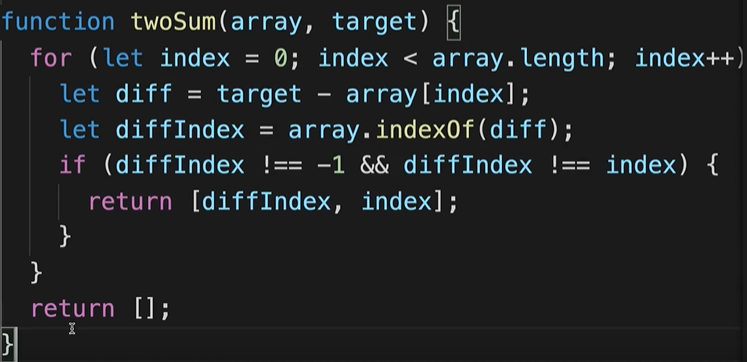 function twoSum(array, target) {
for (let index = 0; index < array.length; index++)
let diff = target - array[index];
let diffIndex = array.indexOf(diff);
if (diffIndex !== -1 && diffIndex !== index) {
return [diffIndex, index];
}
}
return [];
}